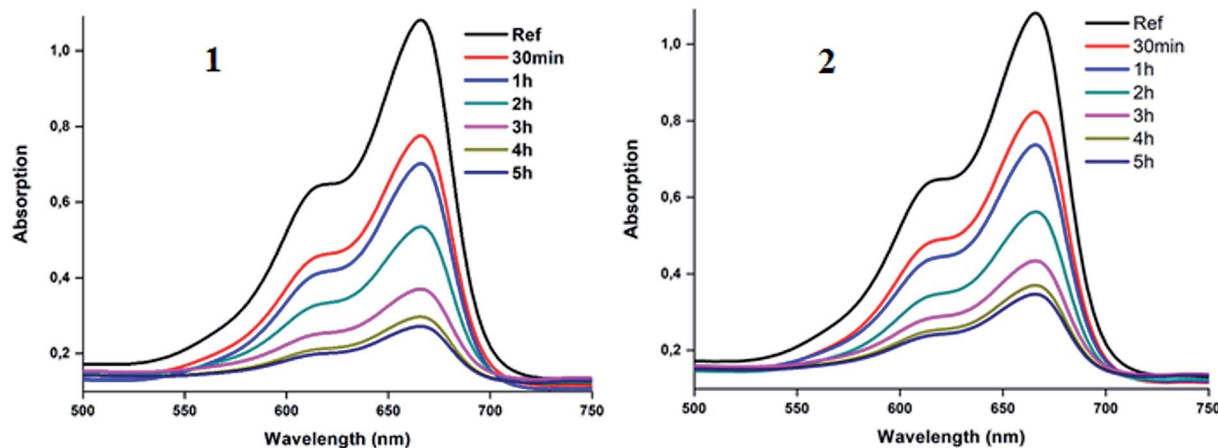 1
Absorption
1,0
0,8
0,6
0,4
0,2
Ref
30min
1h
2h
3h
4h
5h
500
550
600
650
700
750
Wavelength (nm)
2
Absorption
1,0
0,8
0,6
0,4
0,2
Ref
30min
1h
2h
3h
4h
5h
500
550
600
650
700
750
Wavelength (nm)